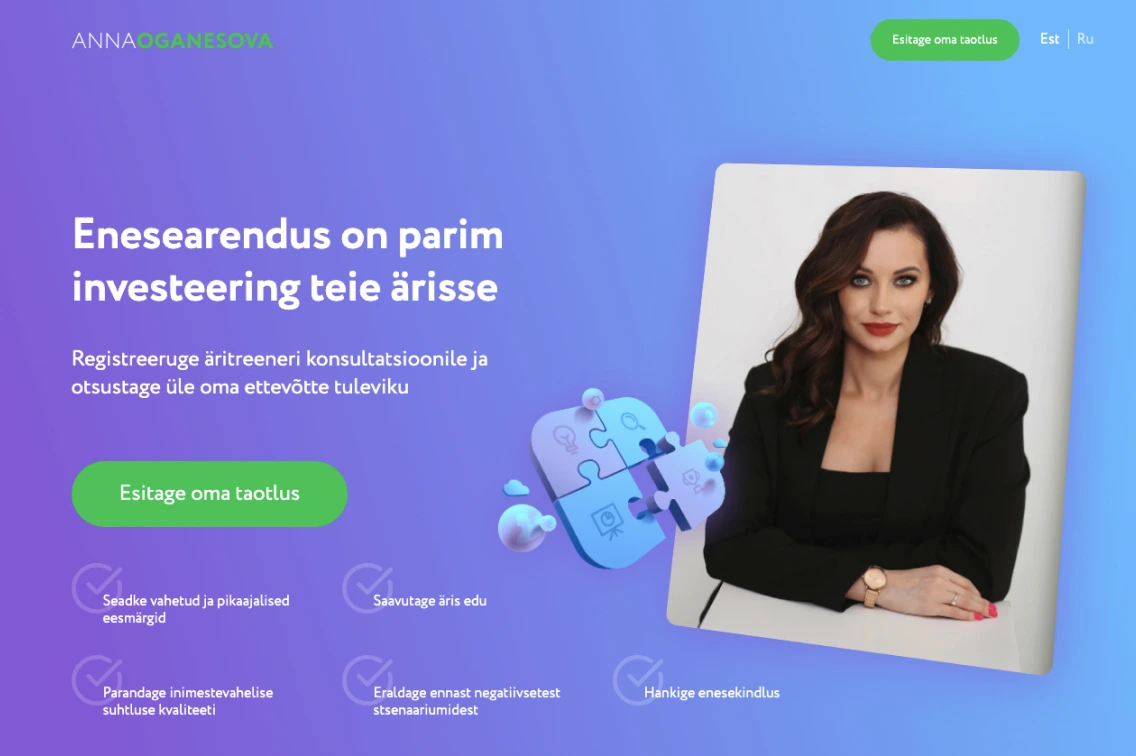 ANNAOGANESOVA
Esitage oma taotlus
Est
Ru
Enesearendus on parim
investeering teie ärisse
Registreeruge äritreeneri konsultatsioonile ja
otsustage üle oma ettevõtte tuleviku
Esitage oma taotlus
Seadke vahetud ja pikaajalised
eesmärgid
Saavutage äris edu
Parandage inimestevahelise
suhtluse kvaliteeti
Eraldage ennast negatiivsetest
stsenaariumidest
Hankige enesekindlus